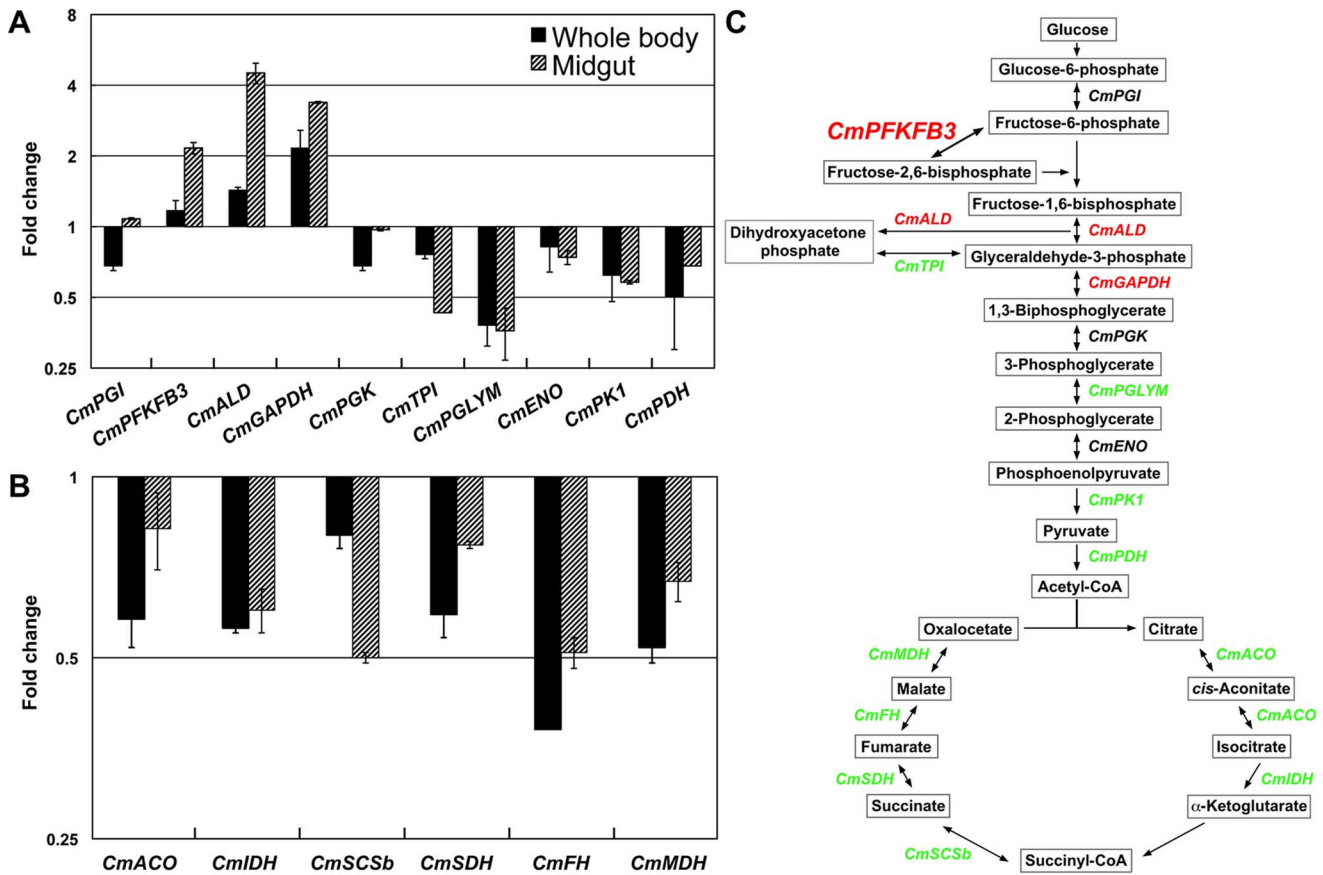 A
8
4
2
1
0.5
0.25
Fold change
Whole body
Midgut
CmPGI
CmPFKFB3
CmALD
CmGAPDH
CmPGK
CmTPI
CmPGLYM
CmENO
CmPK1
CmPDH
B
1
0.5
0.25
Fold change
CmACO
CmIDH
CmSCSb
CmSDH
CmFH
CmMDH
C
Glucose
Glucose-6-phosphate
CmPGI
Fructose-6-phosphate
CmPFKFB3
Fructose-2,6-bisphosphate
Fructose-1,6-bisphosphate
CmALD
CmALD
Dihydroxyacetone
phosphate
Glyceraldehyde-3-phosphate
CmTPI
CmGAPDH
1,3-Biphosphoglycerate
CmPGK
3-Phosphoglycerate
CmPGLYM
2-Phosphoglycerate
CmENO
Phosphoenolpyruvate
CmPK1
Pyruvate
CmPDH
Acetyl-CoA
Oxalocetate
Citrate
CmMDH
CmACO
Malate
cis-Aconitate
CmFH
CmACO
Fumarate
Isocitrate
CmSDH
CmIDH
Succinate
α-Ketoglutarate
CmSCSb
Succinyl-CoA